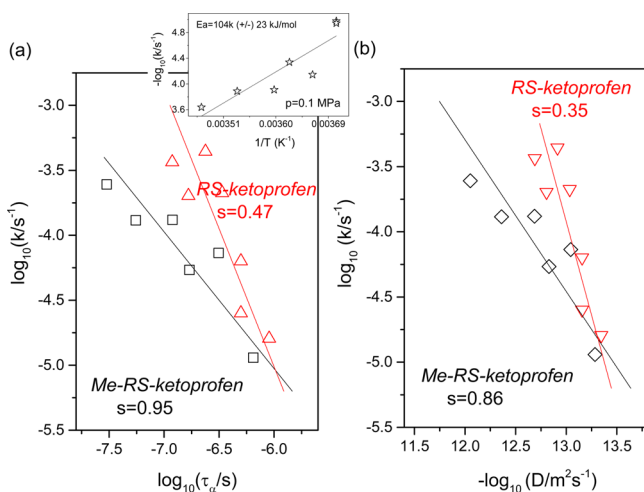 Ea=104k (+/-) 23 kJ/mol
4.8
4.4
4.0
3.6
-log10(k/s-1)
p=0.1 MPa
0.00351
0.00360
0.00369
1/T (K-1)
(a)
-3.0
-3.5
-4.0
-4.5
-5.0
-5.5
log10(k/s-1)
RS-ketoprofen
s=0.47
Me-RS-ketoprofen
s=0.95
-7.5
-7.0
-6.5
-6.0
log10(τα/s)
(b)
-3.0
-3.5
-4.0
-4.5
-5.0
-5.5
log10 (k/s-1)
RS-ketoprofen
s=0.35
Me-RS-ketoprofen
s=0.86
11.5
12.0
12.5
13.0
13.5
-log10 (D/m2s-1)